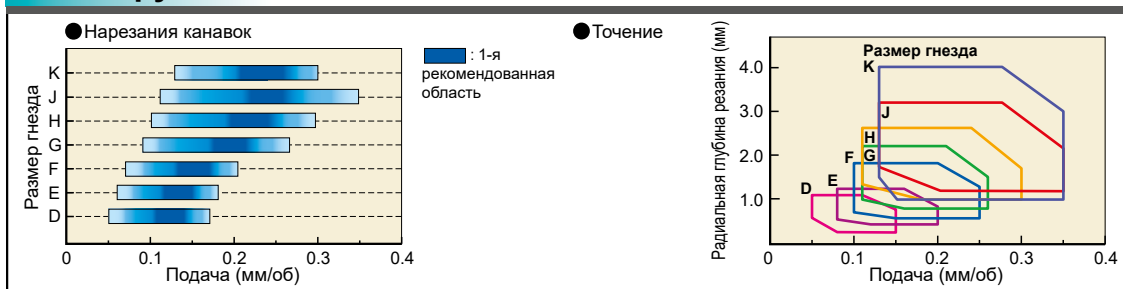 ● Нарезания канавок
Размер гнезда
K
J
H
G
F
E
D
0
0.1
0.2
0.3
0.4
Подача (мм/об)
: 1-я
рекомендованная
область
● Точение
Радиальная глубина резания (мм)
4.0
3.0
2.0
1.0
Размер гнезда
K
J
H
G
F
E
D
0
0.1
0.2
0.3
0.4
Подача (мм/об)